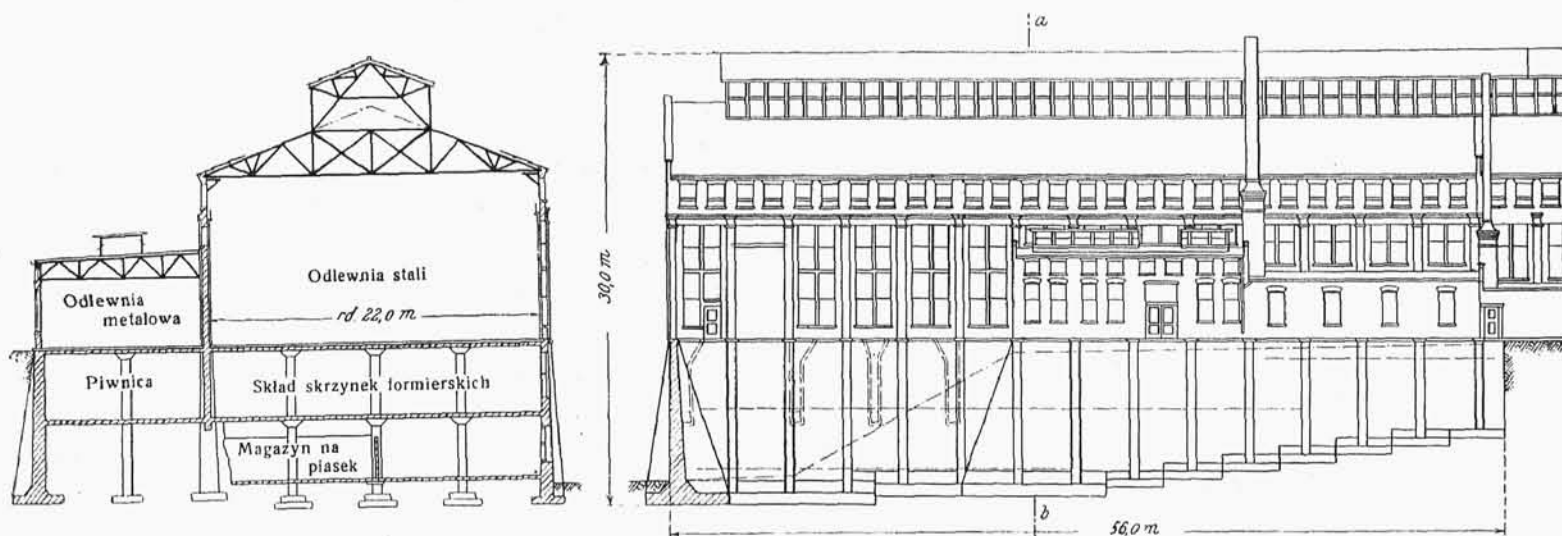 Odlewnia stali
rd. 22,0 m
Odlewnia
metalowa
Piwnica
Skład skrzynek formierskich
Magazyn na
piasek
a
30,0 m
b
56,0 m